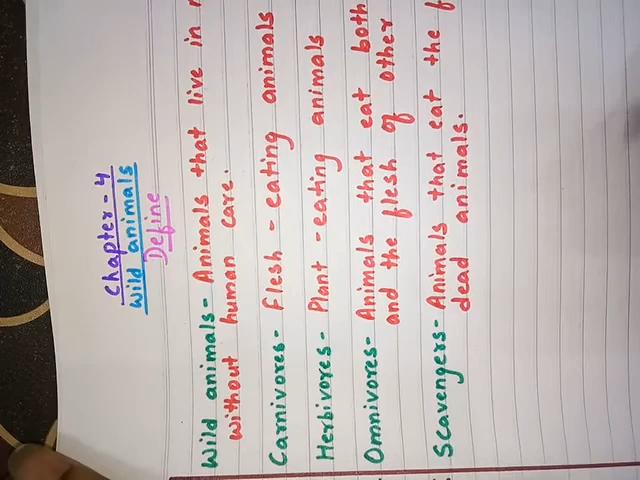 Chapter - 4
Wild animals
Define
Wild animals - Animals that live in
without human care.
Carnivores - Flesh - eating animals
Herbivores - Plant - eating animals
Omnivores - Animals that eat both
and the flesh of other
Scavengers - Animals that eat the
dead animals.